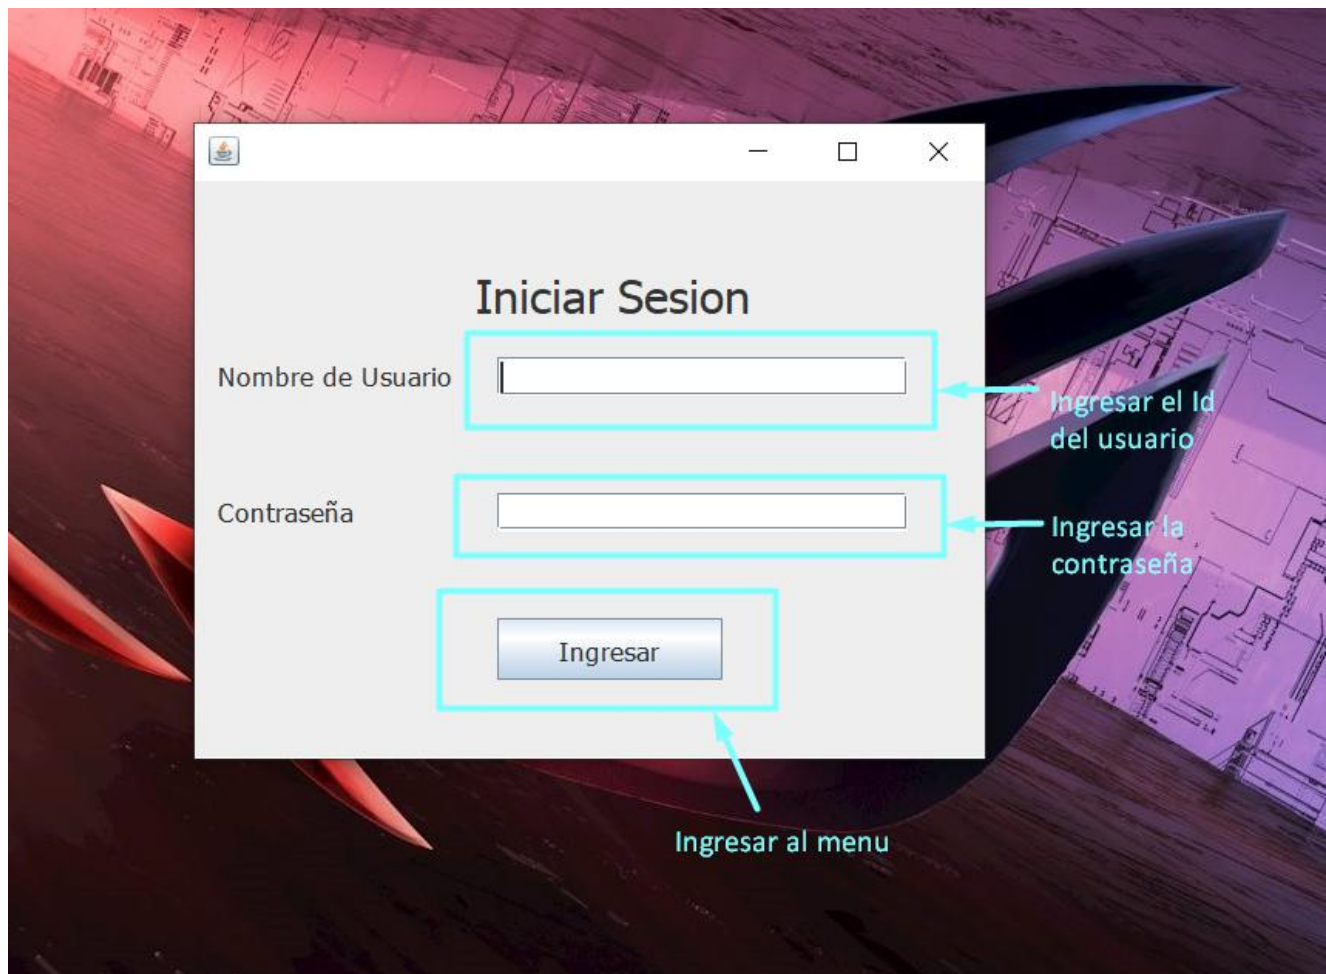 Iniciar Sesion
Nombre de Usuario
Ingresar el Id
del usuario
Contraseña
Ingresar la
contraseña
Ingresar
Ingresar al menu